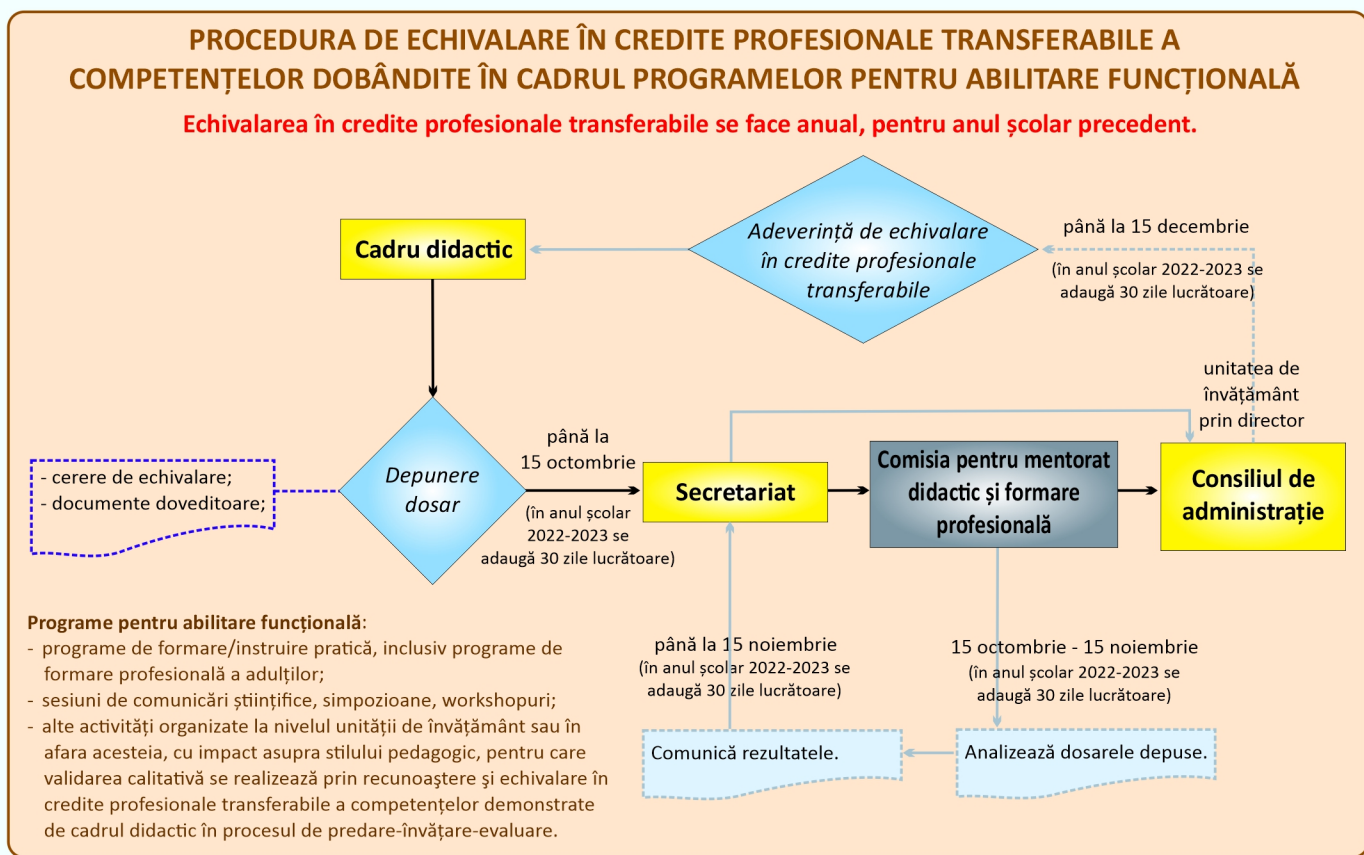 PROCEDURA DE ECHIVALARE ÎN CREDITE PROFESIONALE TRANSFERABILE A
COMPETENȚELOR DOBÂNDITE ÎN CADRUL PROGRAMELOR PENTRU ABILITARE FUNCȚIONALĂ
Echivalarea în credite profesionale transferabile se face anual, pentru anul școlar precedent.
Cadru didactic
Adeverință de echivalare
în credite profesionale
transferabile
până la 15 decembrie
(în anul școlar 2022-2023 se
adaugă 30 zile lucrătoare)
unitatea de
învățământ
prin director
- cerere de echivalare;
- documente doveditoare;
Depunere
dosar
până la
15 octombrie
(în anul școlar
2022-2023 se
adaugă 30 zile lucrătoare)
Secretariat
Comisia pentru mentorat
didactic și formare
profesională
Consiliul de
administrație
până la 15 noiembrie
(în anul școlar 2022-2023 se
adaugă 30 zile lucrătoare)
15 octombrie - 15 noiembrie
(în anul școlar 2022-2023 se
adaugă 30 zile lucrătoare)
Comunică rezultatele.
Analizează dosarele depuse.
Programe pentru abilitare funcțională:
- programe de formare/instruire pratică, inclusiv programe de
formare profesională a adulților;
- sesiuni de comunicări științifice, simpozioane, workshopuri;
- alte activități organizate la nivelul unității de învățământ sau în
afara acesteia, cu impact asupra stilului pedagogic, pentru care
validarea calitativă se realizează prin recunoaştere şi echivalare în
credite profesionale transferabile a competențelor demonstrate
de cadrul didactic în procesul de predare-învățare-evaluare.